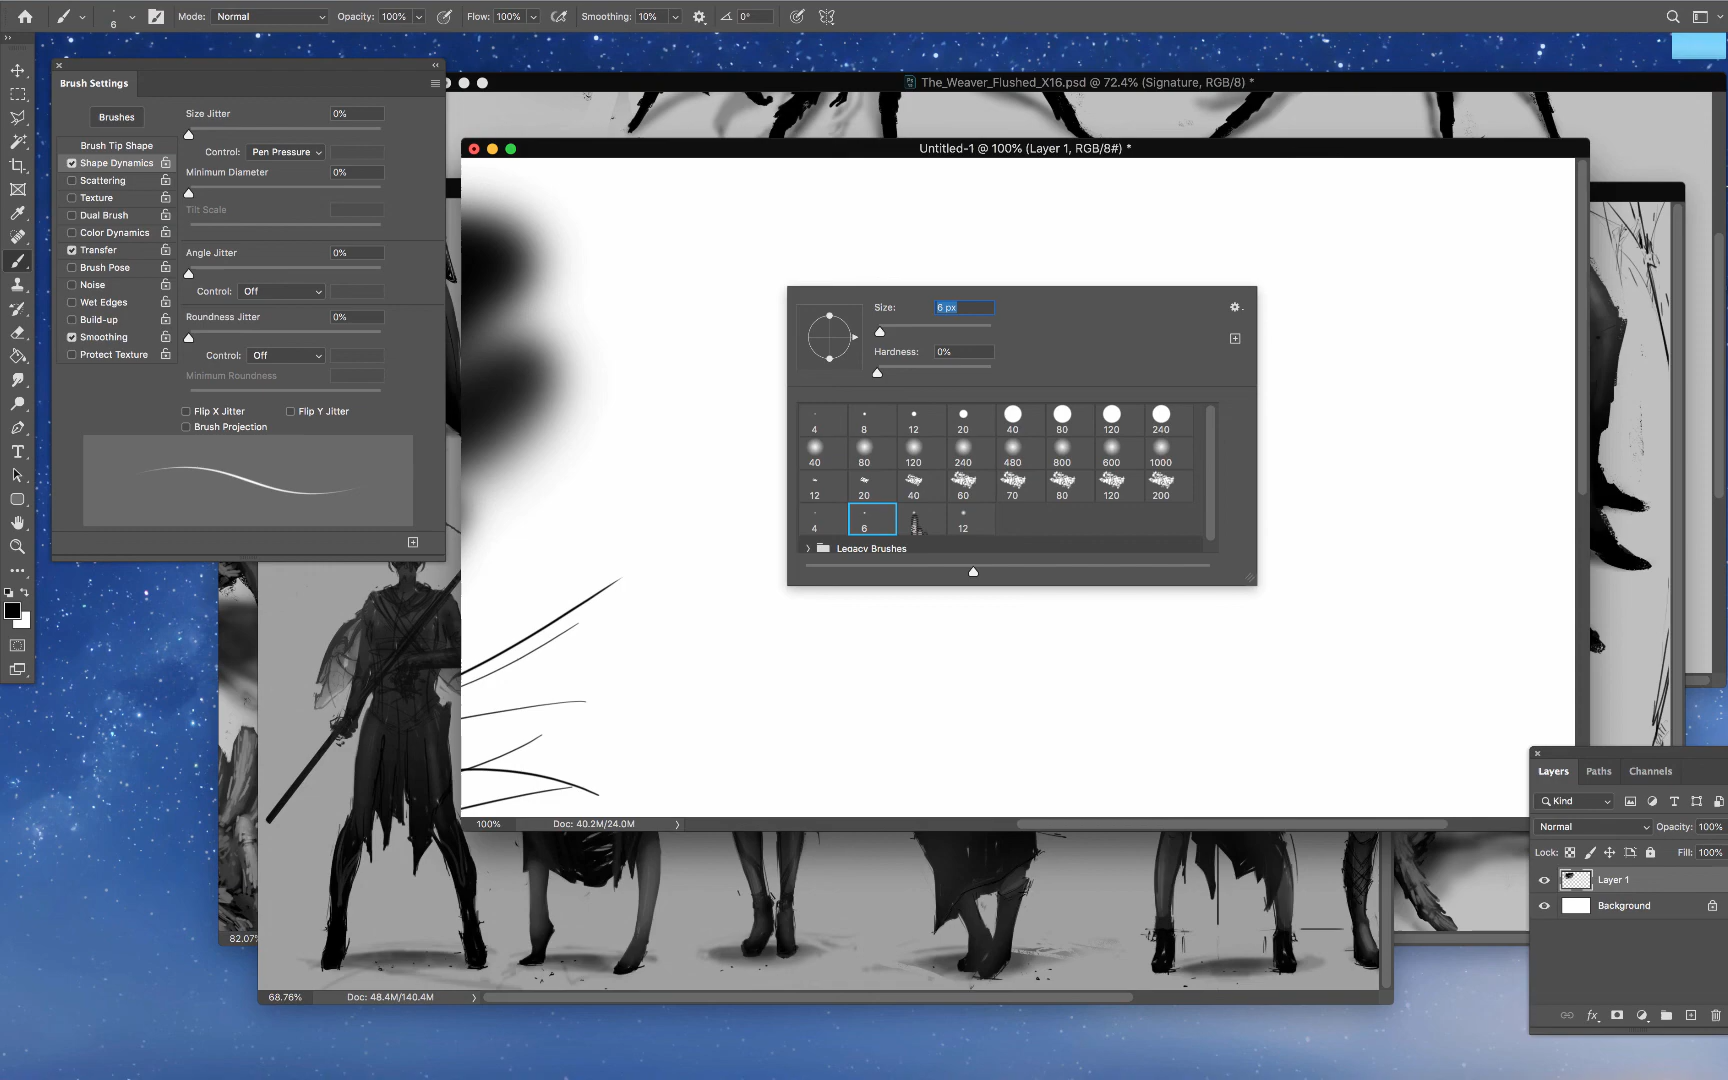 6 Mode: Normal Opacity: 100% Flow: 100% Smoothing: 10% 0°
Brush Settings
Brushes
Brush Tip Shape
Shape Dynamics
Scattering
Texture
Dual Brush
Color Dynamics
Transfer
Brush Pose
Noise
Wet Edges
Build-up
Smoothing
Protect Texture
Size Jitter 0%
Control: Pen Pressure
Minimum Diameter 0%
Tilt Scale
Angle Jitter 0%
Control: Off
Roundness Jitter 0%
Control: Off
Minimum Roundness
Flip X Jitter Flip Y Jitter
Brush Projection
The_Weaver_Flushed_X16.psd @ 72.4% (Signature, RGB/8) *
Untitled-1 @ 100% (Layer 1, RGB/8#) *
Size: 6 px
Hardness: 0%
4 8 12 20 40 80 120 240
40 80 120 240 480 800 600 1000
12 20 40 60 70 80 120 200
4 6 12
Legacy Brushes
100% Doc: 40.2M/24.0M
82.07%
68.76% Doc: 48.4M/140.4M
Layers Paths Channels
Kind
Normal Opacity: 100%
Lock: Fill: 100%
Layer 1
Background
fx